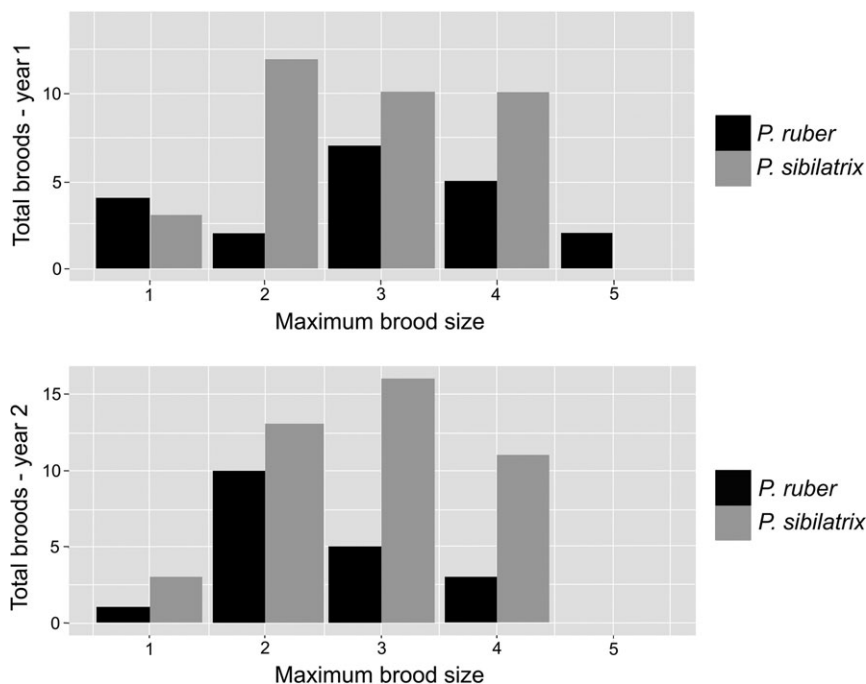 Total broods - year 1
10
5
0
1 2 3 4 5
Maximum brood size
P. ruber
P. sibilatrix
Total broods - year 2
15
10
5
0
1 2 3 4 5
Maximum brood size
P. ruber
P. sibilatrix